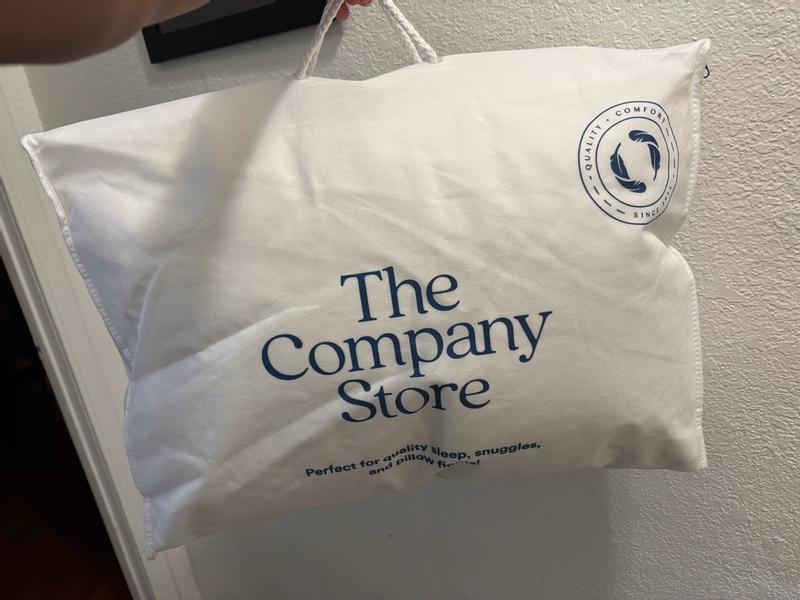 QUALITY • COMFORT
SINCE
The
Company
Store
Perfect for quality sleep, snuggles,
and pillow